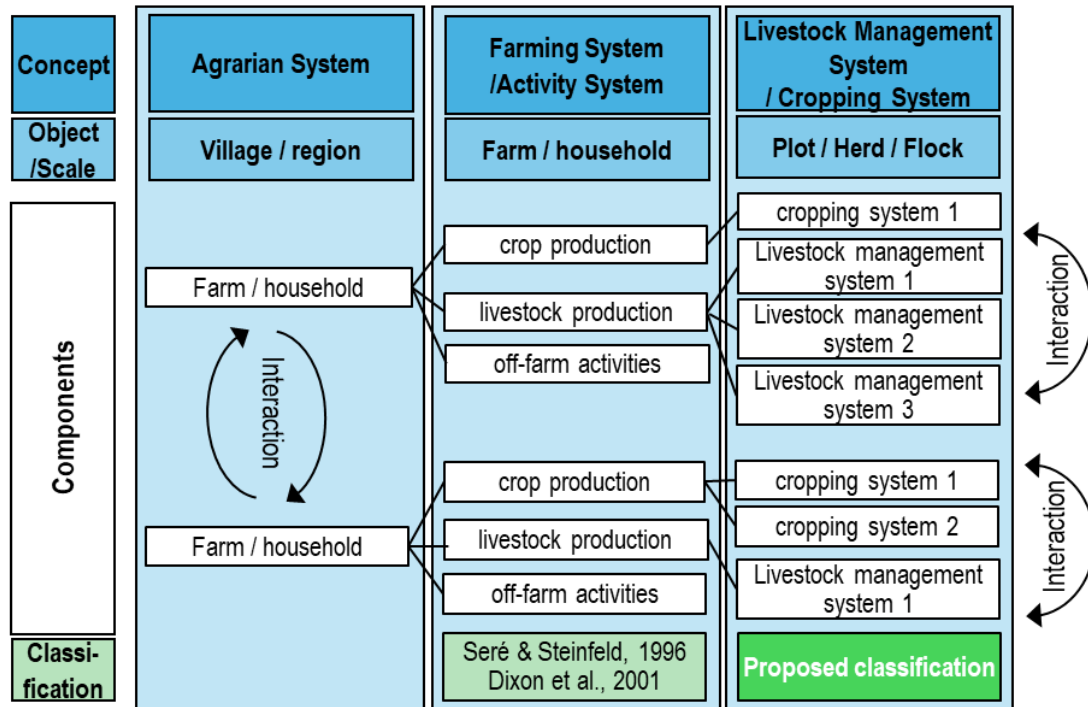 Concept
Agrarian System
Farming System
/Activity System
Livestock Management
System
/ Cropping System
Object
/Scale
Village / region
Farm / household
Plot / Herd / Flock
Components
Farm / household
Interaction
Farm / household
crop production
livestock production
off-farm activities
crop production
livestock production
off-farm activities
cropping system 1
Livestock management
system 1
Livestock management
system 2
Livestock management
system 3
Interaction
cropping system 1
cropping system 2
Livestock management
system 1
Interaction
Classi-
fication
Seré & Steinfeld, 1996
Dixon et al., 2001
Proposed classification